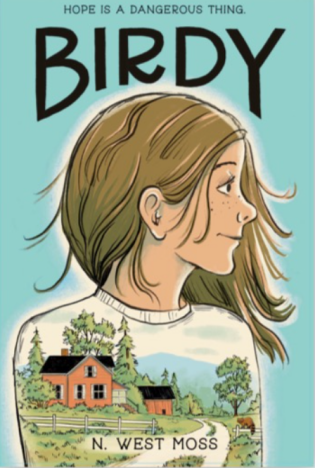 HOPE IS A DANGEROUS THING.
BIRDY
N. WEST MOSS